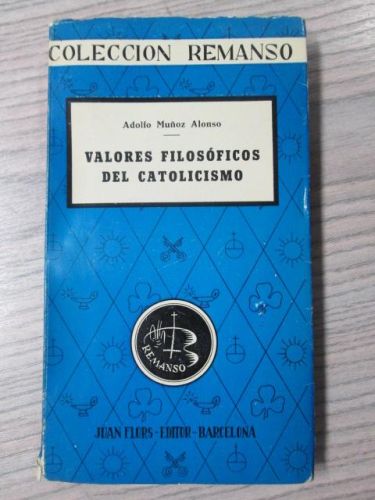 COLECCION REMANSO
Adolfo Muñoz Alonso
VALORES FILOSÓFICOS
DEL CATOLICISMO
REMANSO
JUAN FLORS-EDITOR-BARCELONA